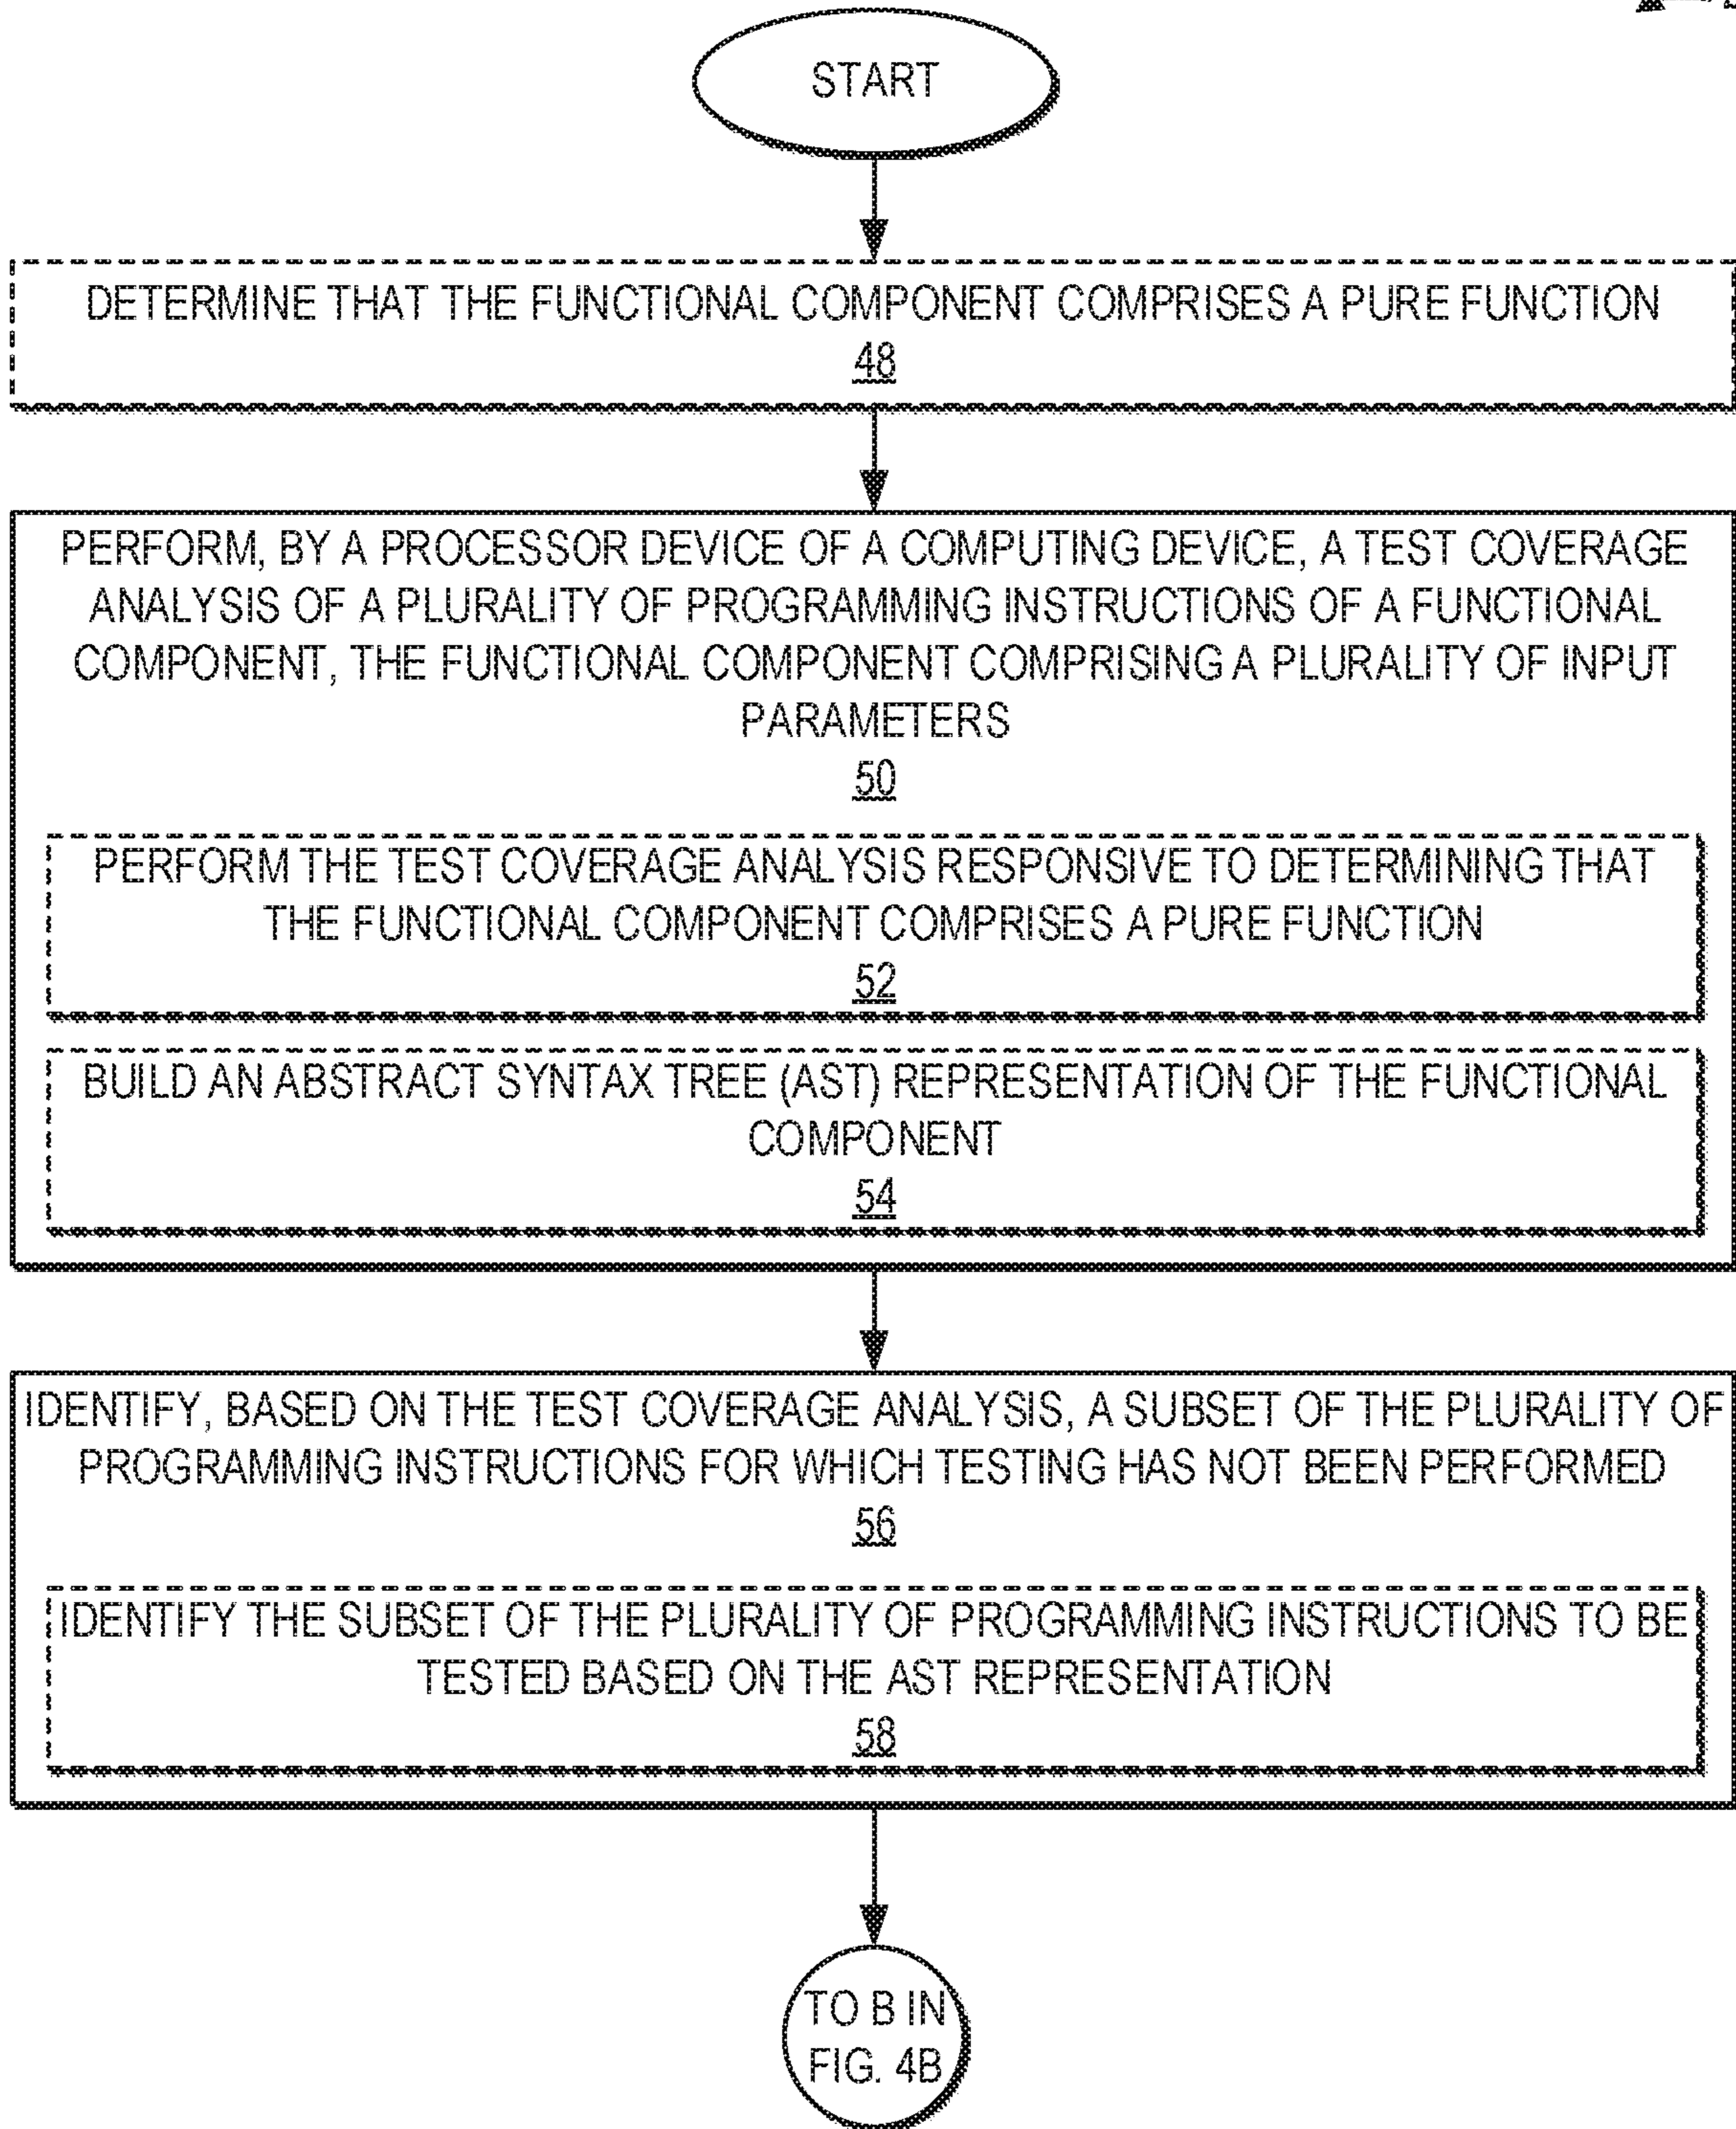 START
DETERMINE THAT THE FUNCTIONAL COMPONENT COMPRISES A PURE FUNCTION
48
PERFORM, BY A PROCESSOR DEVICE OF A COMPUTING DEVICE, A TEST COVERAGE
ANALYSIS OF A PLURALITY OF PROGRAMMING INSTRUCTIONS OF A FUNCTIONAL
COMPONENT, THE FUNCTIONAL COMPONENT COMPRISING A PLURALITY OF INPUT
PARAMETERS
50
PERFORM THE TEST COVERAGE ANALYSIS RESPONSIVE TO DETERMINING THAT
THE FUNCTIONAL COMPONENT COMPRISES A PURE FUNCTION
52
BUILD AN ABSTRACT SYNTAX TREE (AST) REPRESENTATION OF THE FUNCTIONAL
COMPONENT
54
IDENTIFY, BASED ON THE TEST COVERAGE ANALYSIS, A SUBSET OF THE PLURALITY OF
PROGRAMMING INSTRUCTIONS FOR WHICH TESTING HAS NOT BEEN PERFORMED
56
IDENTIFY THE SUBSET OF THE PLURALITY OF PROGRAMMING INSTRUCTIONS TO BE
TESTED BASED ON THE AST REPRESENTATION
58
TO B IN
FIG. 4B